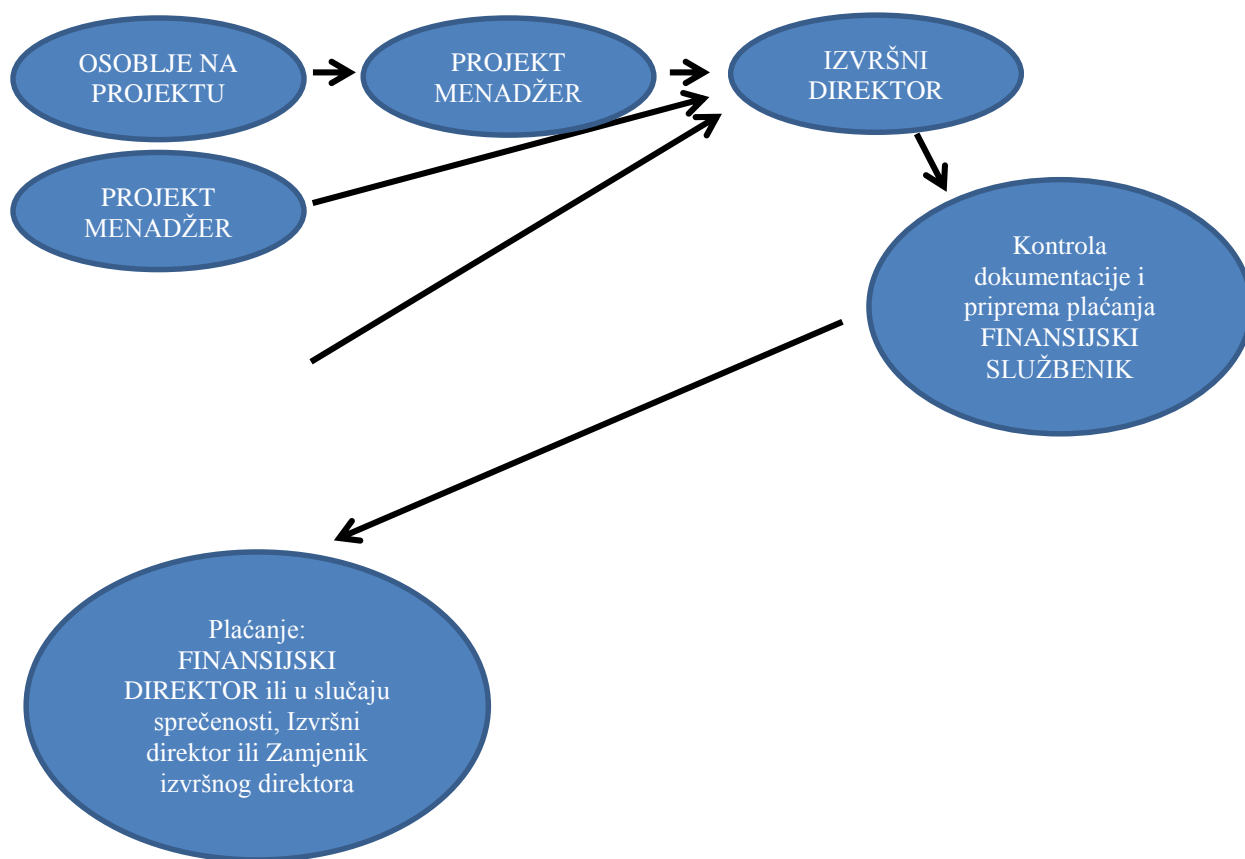 OSOBLJE NA
PROJEKTU
PROJEKT
MENADŽER
IZVRŠNI
DIREKTOR
PROJEKT
MENADŽER
Kontrola
dokumentacije i
priprema plaćanja
FINANSIJSKI
SLUŽBENIK
Plaćanje:
FINANSIJSKI
DIREKTOR ili u slučaju
sprečenosti, Izvršni
direktor ili Zamjenik
izvršnog direktora